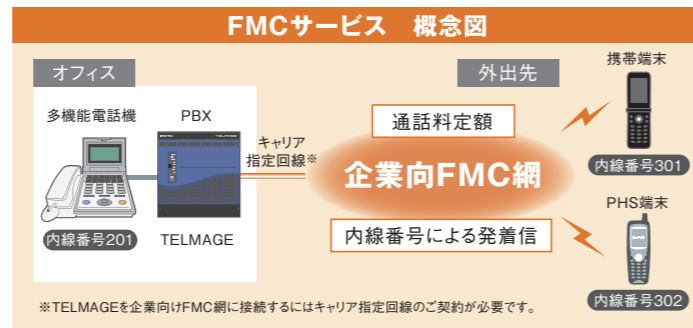 FMCサービス 概念図
オフィス
外出先
多機能電話機
PBX
キャリア
指定回線※
内線番号201
TELMAGE
通話料定額
企業向FMC網
内線番号による発着信
携帯端末
内線番号301
PHS端末
内線番号302
※TELMAGEを企業向けFMC網に接続するにはキャリア指定回線のご契約が必要です。